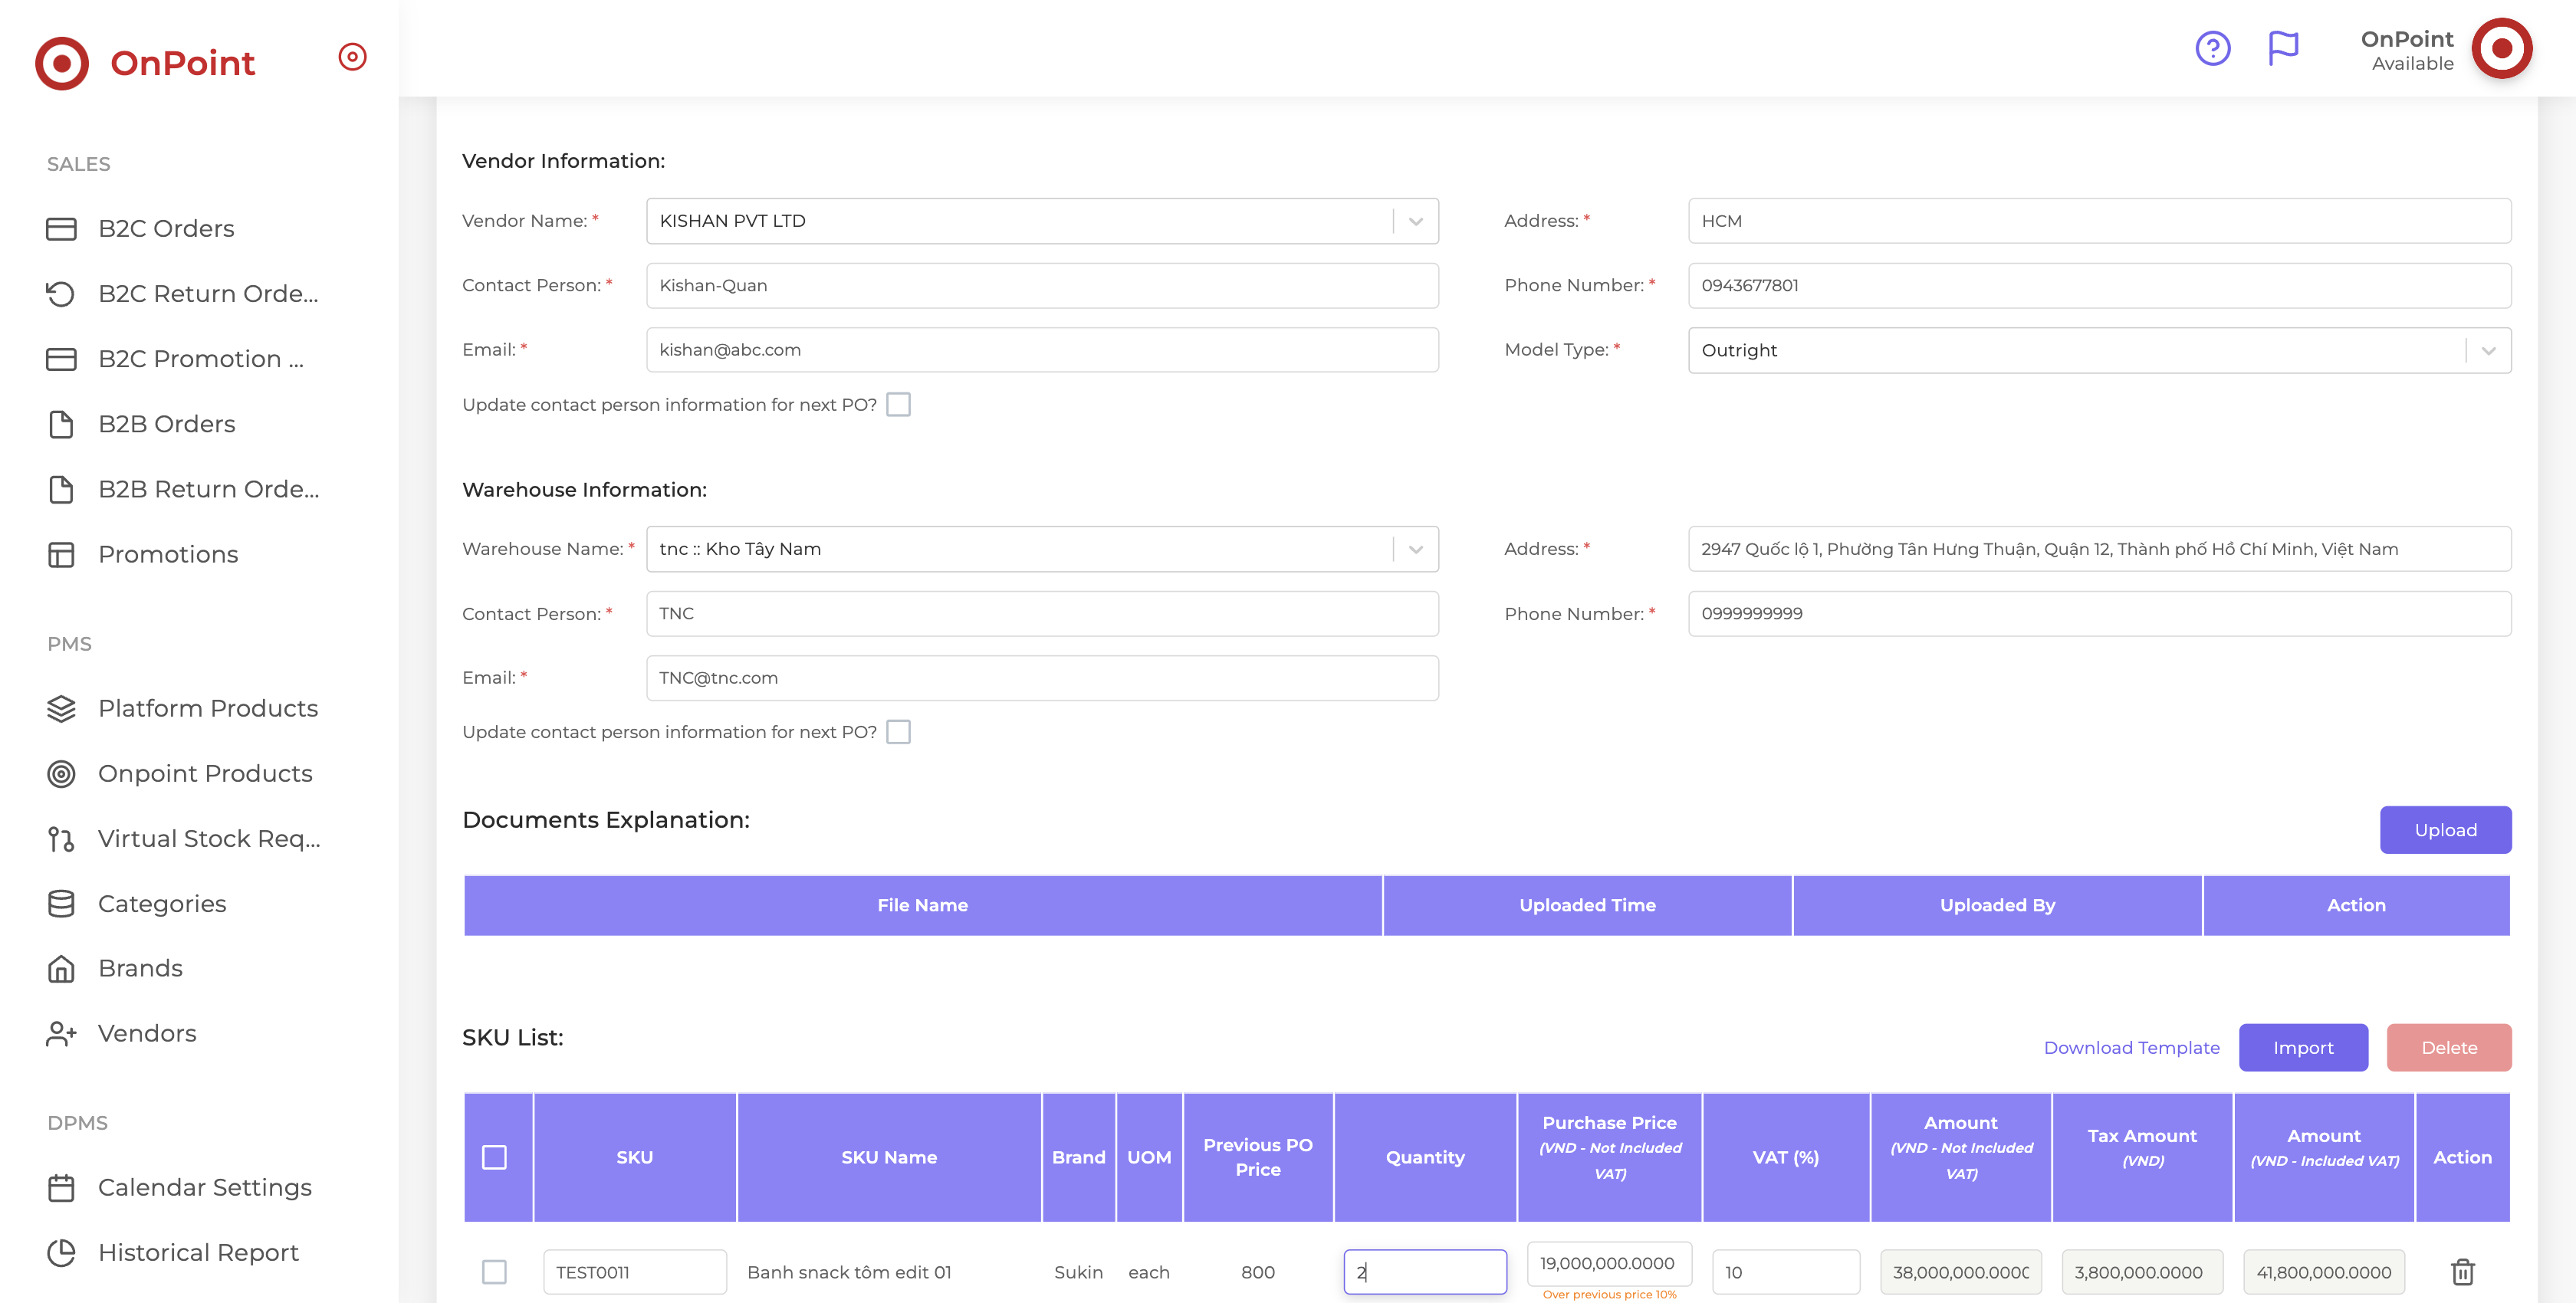 OnPoint
OnPoint
Available
SALES
B2C Orders
B2C Return Orde...
B2C Promotion ...
B2B Orders
B2B Return Orde...
Promotions
PMS
Platform Products
Onpoint Products
Virtual Stock Req...
Categories
Brands
Vendors
DPMS
Calendar Settings
Historical Report
Vendor Information:
Vendor Name: * KISHAN PVT LTD Address: * HCM
Contact Person: * Kishan-Quan Phone Number: * 0943677801
Email: * kishan@abc.com Model Type: * Outright
Update contact person information for next PO?
Warehouse Information:
Warehouse Name: * tnc :: Kho Tây Nam Address: * 2947 Quốc lộ 1, Phường Tân Hưng Thuận, Quận 12, Thành phố Hồ Chí Minh, Việt Nam
Contact Person: * TNC Phone Number: * 0999999999
Email: * TNC@tnc.com
Update contact person information for next PO?
Documents Explanation:
Upload
File Name Uploaded Time Uploaded By Action
SKU List:
Download Template Import Delete
SKU SKU Name Brand UOM Previous PO Price Quantity Purchase Price (VND - Not Included VAT) VAT (%) Amount (VND - Not Included VAT) Tax Amount (VND) Amount (VND - Included VAT) Action
TEST0011 Banh snack tôm edit 01 Sukin each 800 2 19,000,000.0000 10 38,000,000.000 3,800,000.0000 41,800,000.0000
Over previous price 10%